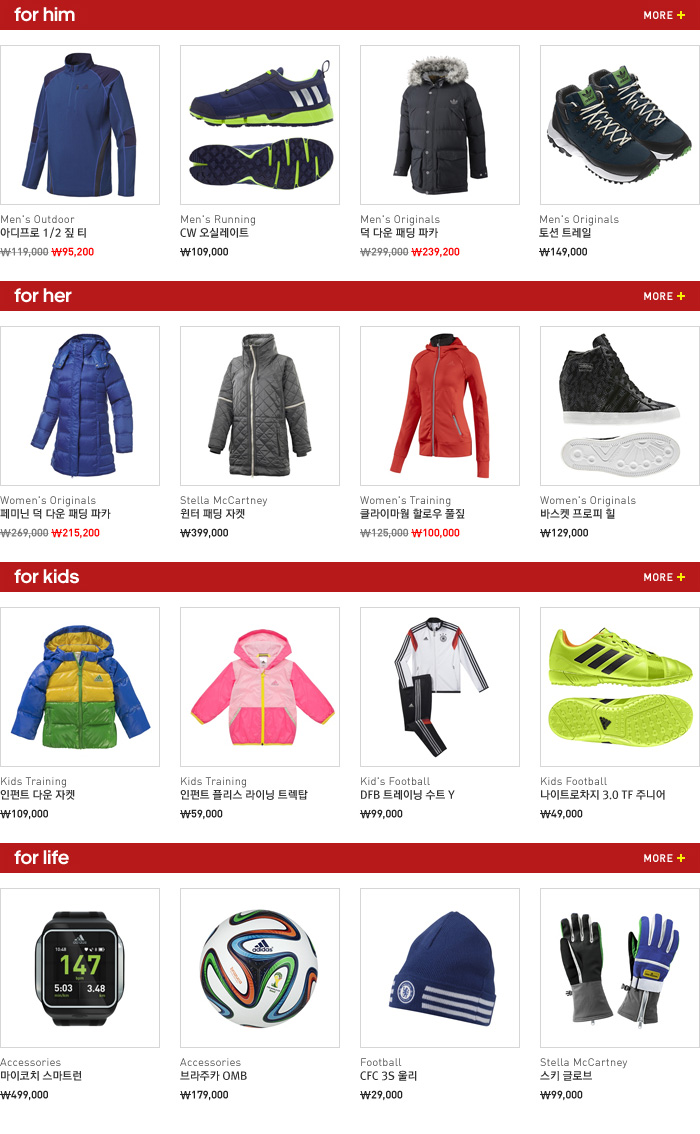 for him
MORE +
Men's Outdoor
아디프로 1/2 짚 티
₩119,000 ₩95,200
Men's Running
CW 오실레이트
₩109,000
Men's Originals
덕 다운 패딩 파카
₩299,000 ₩239,200
Men's Originals
토션 트레일
₩149,000
for her
MORE +
Women's Originals
페미닌 덕 다운 패딩 파카
₩269,000 ₩215,200
Stella McCartney
윈터 패딩 자켓
₩399,000
Women's Training
클라이마웜 할로우 풀짚
₩125,000 ₩100,000
Women's Originals
바스켓 프로피 힐
₩129,000
for kids
MORE +
Kids Training
인펀트 다운 자켓
₩109,000
Kids Training
인펀트 플리스 라이닝 트랙탑
₩59,000
Kid's Football
DFB 트레이닝 수트 Y
₩99,000
Kids Football
나이트로차지 3.0 TF 주니어
₩49,000
for life
MORE +
10:48
147
bpm
5:03
3.48
adidas
Accessories
마이코치 스마트런
₩499,000
Accessories
브라주카 OMB
₩179,000
Football
CFC 3S 울리
₩29,000
Stella McCartney
스키 글로브
₩99,000